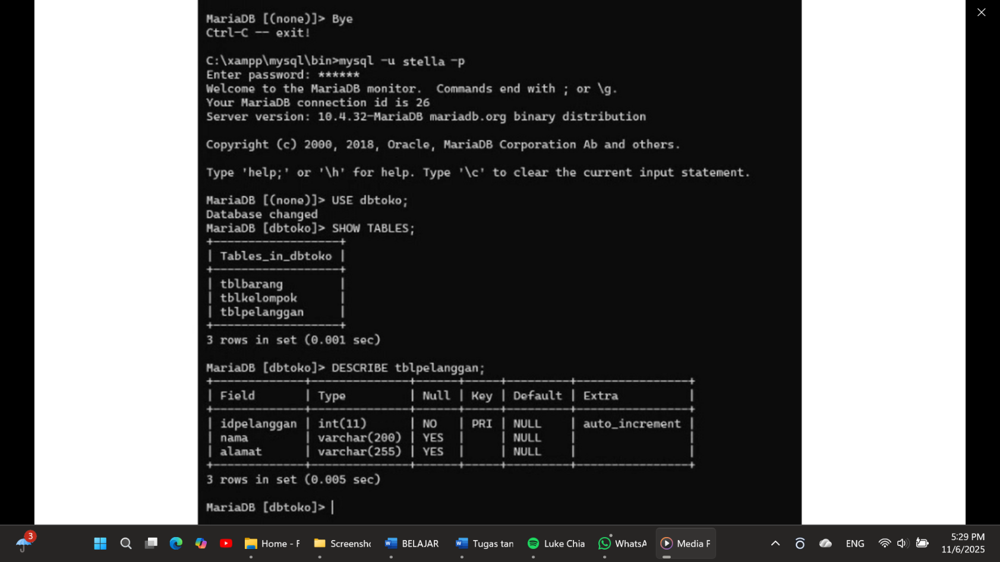 MariaDB [(none)]> Bye
Ctrl-C -- exit!
C:\xampp\mysql\bin>mysql -u stella -p
Enter password: ******
Welcome to the MariaDB monitor.  Commands end with ; or \g.
Your MariaDB connection id is 26
Server version: 10.4.32-MariaDB mariadb.org binary distribution
Copyright (c) 2000, 2018, Oracle, MariaDB Corporation Ab and others.
Type 'help;' or '\h' for help. Type '\c' to clear the current input statement.
MariaDB [(none)]> USE dbtoko;
Database changed
MariaDB [dbtoko]> SHOW TABLES;
+------------------+
| Tables_in_dbtoko |
+------------------+
| tblbarang        |
| tblkelompok      |
| tblpelanggan     |
+------------------+
3 rows in set (0.001 sec)
MariaDB [dbtoko]> DESCRIBE tblpelanggan;
+-------------+--------------+------+-----+---------+----------------+
| Field       | Type         | Null | Key | Default | Extra          |
+-------------+--------------+------+-----+---------+----------------+
| idpelanggan | int(11)      | NO   | PRI | NULL    | auto_increment |
| nama        | varchar(200) | YES  |     | NULL    |                |
| alamat      | varchar(255) | YES  |     | NULL    |                |
+-------------+--------------+------+-----+---------+----------------+
3 rows in set (0.005 sec)
MariaDB [dbtoko]>
3 Home - F Screensho BELAJAR Tugas tan Luke Chia WhatsA Media P ENG 5:29 PM
11/6/2025